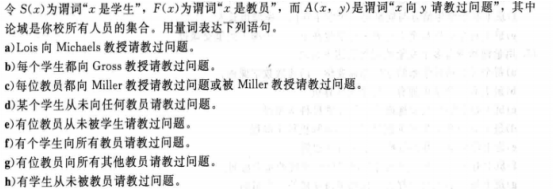 令 S(x)为谓词“x 是学生”，F(x)为谓词“x 是教员”，而 A(x，y)是谓词“x 向 y 请教过问题”，其中
论域是你校所有人员的集合。用量词表达下列语句。
a)Lois 向 Michaels 教授请教过问题。
b)每个学生都向 Gross 教授请教过问题。
c)每位教员都向 Miller 教授请教过问题或被 Miller 教授请教过问题。
d)某个学生从未向任何教员请教过问题。
e)有位教员从未被学生请教过问题。
f)有个学生向所有教员请教过问题。
g)有位教员向所有其他教员请教过问题。
h)有学生从未被教员请教过问题。